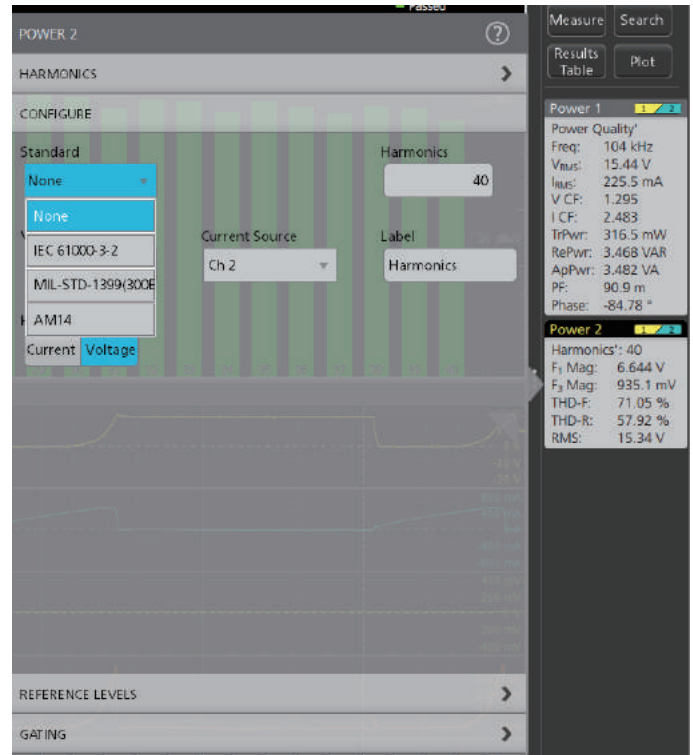 Passed
POWER 2
?
HARMONICS
CONFIGURE
Standard
Harmonics
None
40
None
IEC 61000-3-2
MIL-STD-1399(300B
AM14
Current Source
Ch 2
Label
Harmonics
Current Voltage
REFERENCE LEVELS
GATING
Measure
Search
Results
Table
Plot
Power 1 1 2
Power Quality'
Freq: 104 kHz
VRMS: 15.44 V
IRMS: 225.5 mA
V CF: 1.295
I CF: 2.483
TrPwr: 316.5 mW
RePwr: 3.468 VAR
ApPwr: 3.482 VA
PF: 90.9 m
Phase: -84.78 °
Power 2 1 2
Harmonics': 40
F₁ Mag: 6.644 V
F₃ Mag: 935.1 mV
THD-F: 71.05 %
THD-R: 57.92 %
RMS: 15.34 V